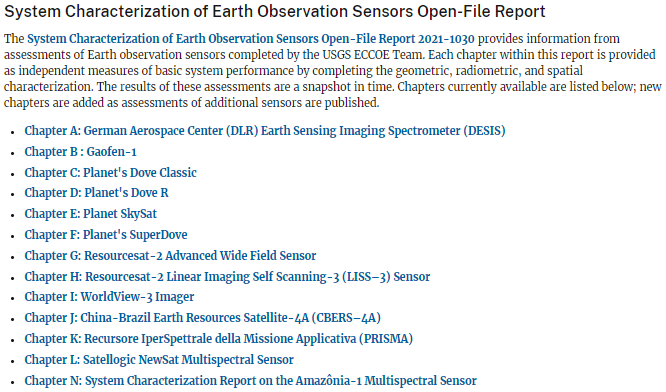 System Characterization of Earth Observation Sensors Open-File Report
The System Characterization of Earth Observation Sensors Open-File Report 2021-1030 provides information from
assessments of Earth observation sensors completed by the USGS ECCOE Team. Each chapter within this report is provided
as independent measures of basic system performance by completing the geometric, radiometric, and spatial
characterization. The results of these assessments are a snapshot in time. Chapters currently available are listed below; new
chapters are added as assessments of additional sensors are published.
• Chapter A: German Aerospace Center (DLR) Earth Sensing Imaging Spectrometer (DESIS)
• Chapter B : Gaofen-1
• Chapter C: Planet's Dove Classic
• Chapter D: Planet's Dove R
• Chapter E: Planet SkySat
• Chapter F: Planet's SuperDove
• Chapter G: Resourcesat-2 Advanced Wide Field Sensor
• Chapter H: Resourcesat-2 Linear Imaging Self Scanning-3 (LISS–3) Sensor
• Chapter I: WorldView-3 Imager
• Chapter J: China-Brazil Earth Resources Satellite-4A (CBERS–4A)
• Chapter K: Recursore IperSpettrale della Missione Applicativa (PRISMA)
• Chapter L: Satellogic NewSat Multispectral Sensor
• Chapter N: System Characterization Report on the Amazônia-1 Multispectral Sensor